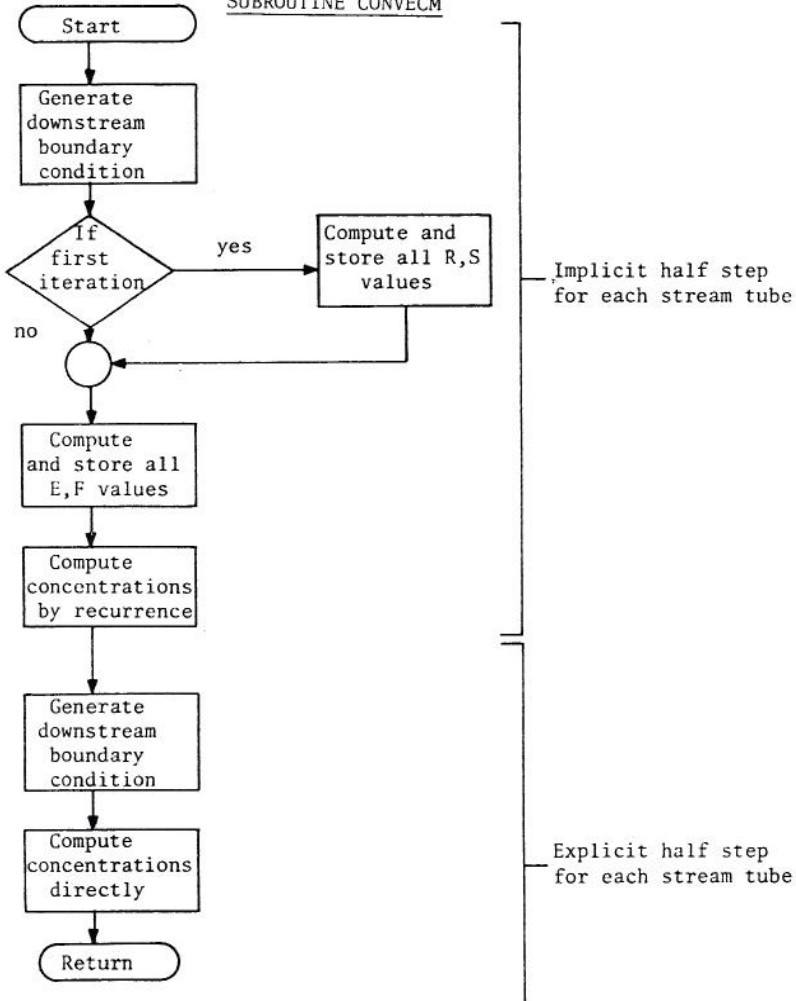 SUBROUTINE CONVECM
Start
Generate
downstream
boundary
condition
If
first
iteration
yes
no
Compute and
store all R,S
values
Implicit half step
for each stream tube
Compute
and store all
E,F values
Compute
concentrations
by recurrence
Generate
downstream
boundary
condition
Compute
concentrations
directly
Explicit half step
for each stream tube
Return